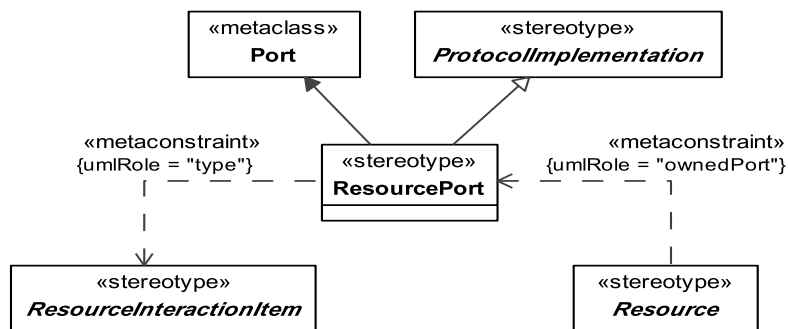 «metaclass»
Port
«stereotype»
ProtocolImplementation
«metaconstraint»
{umlRole = "type"}
«stereotype»
ResourcePort
«metaconstraint»
{umlRole = "ownedPort"}
«stereotype»
ResourceInteractionItem
«stereotype»
Resource